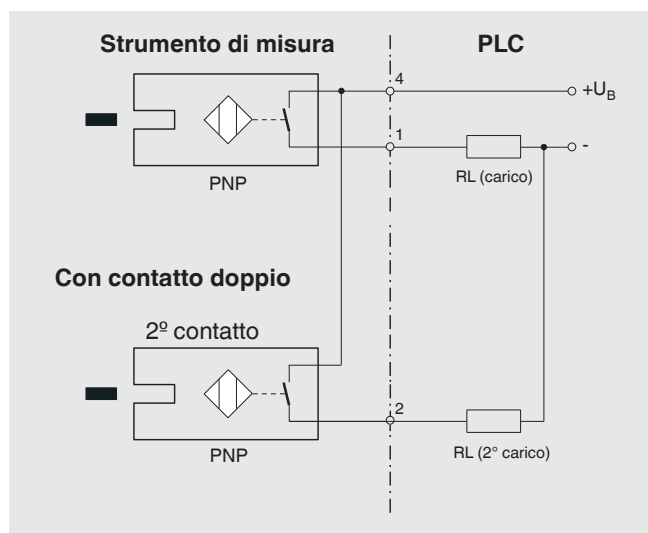 Strumento di misura
PLC
4
+UB
1
-
RL (carico)
PNP
Con contatto doppio
2º contatto
2
PNP
RL (2° carico)